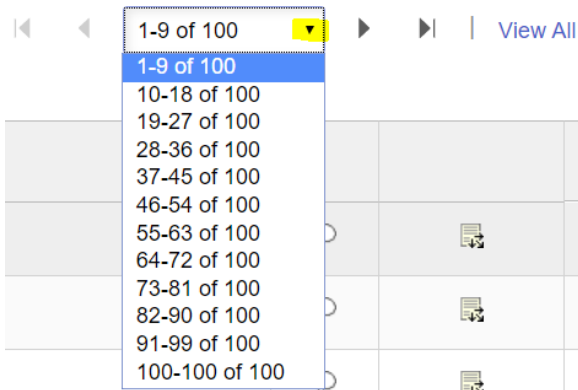 1-9 of 100 View All
1-9 of 100
10-18 of 100
19-27 of 100
28-36 of 100
37-45 of 100
46-54 of 100
55-63 of 100
64-72 of 100
73-81 of 100
82-90 of 100
91-99 of 100
100-100 of 100